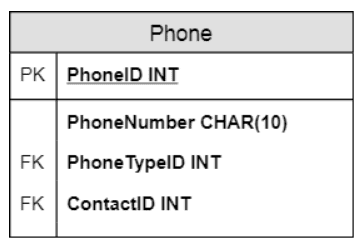 Phone
PK PhoneID INT
PhoneNumber CHAR(10)
FK PhoneTypeID INT
FK ContactID INT